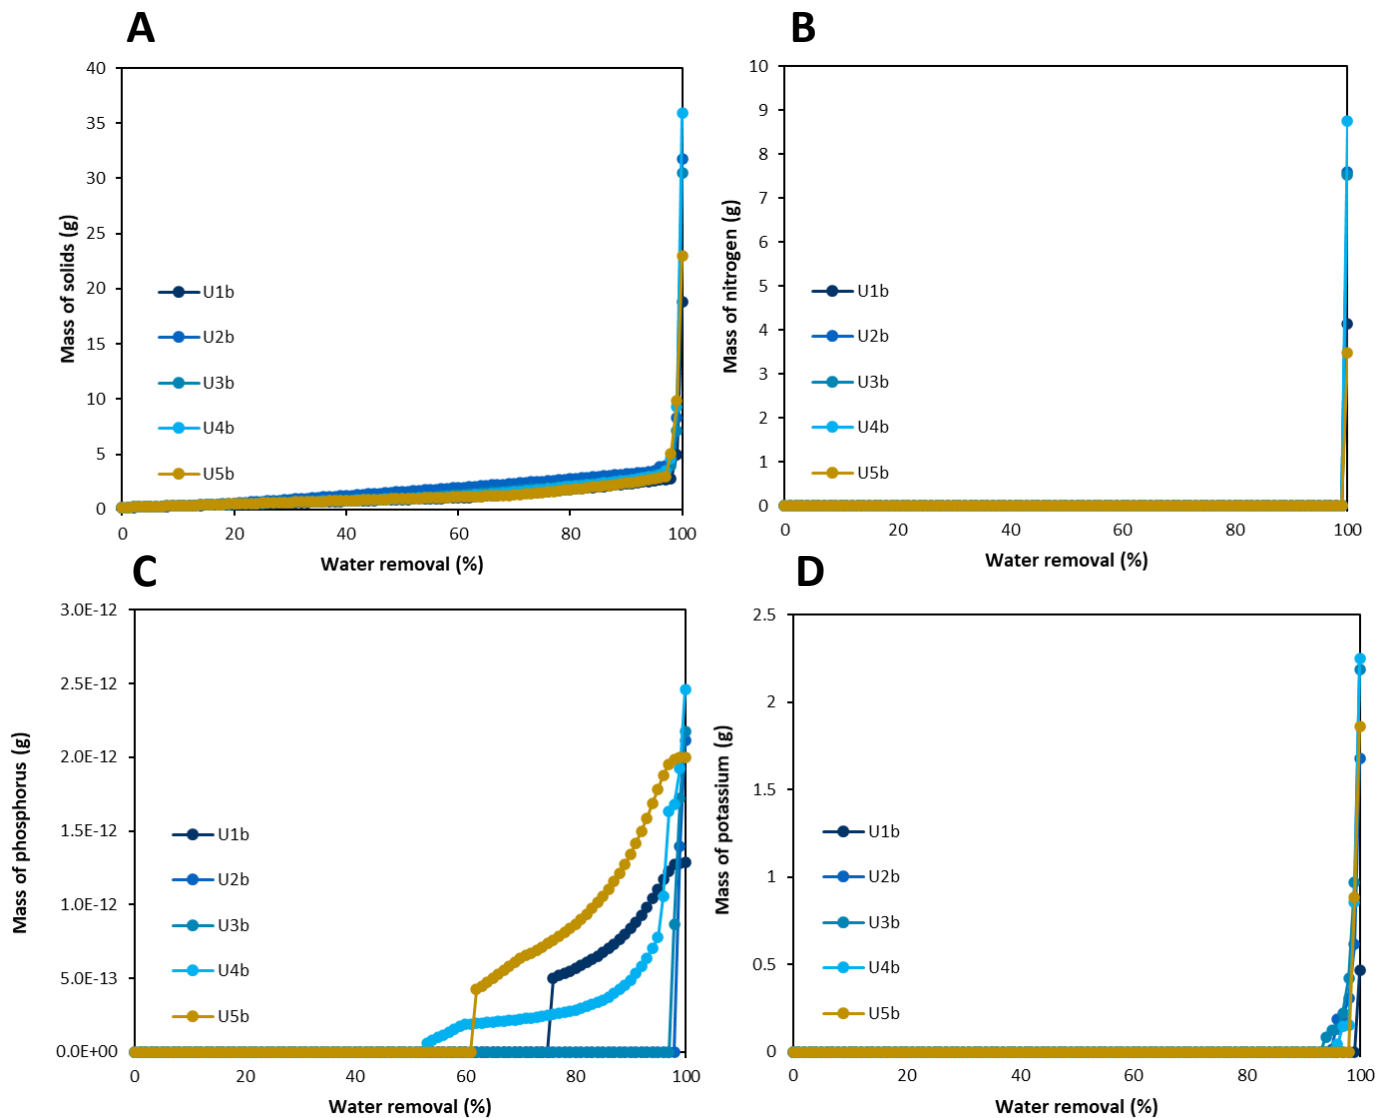 A
40
35
30
25
20
15
10
5
0
Mass of solids (g)
U1b
U2b
U3b
U4b
U5b
0 20 40 60 80 100
Water removal (%)
B
10
9
8
7
6
5
4
3
2
1
0
Mass of nitrogen (g)
U1b
U2b
U3b
U4b
U5b
0 20 40 60 80 100
Water removal (%)
C
3.0E-12
2.5E-12
2.0E-12
1.5E-12
1.0E-12
5.0E-13
0.0E+00
Mass of phosphorus (g)
U1b
U2b
U3b
U4b
U5b
0 20 40 60 80 100
Water removal (%)
D
2.5
2
1.5
1
0.5
0
Mass of potassium (g)
U1b
U2b
U3b
U4b
U5b
0 20 40 60 80 100
Water removal (%)